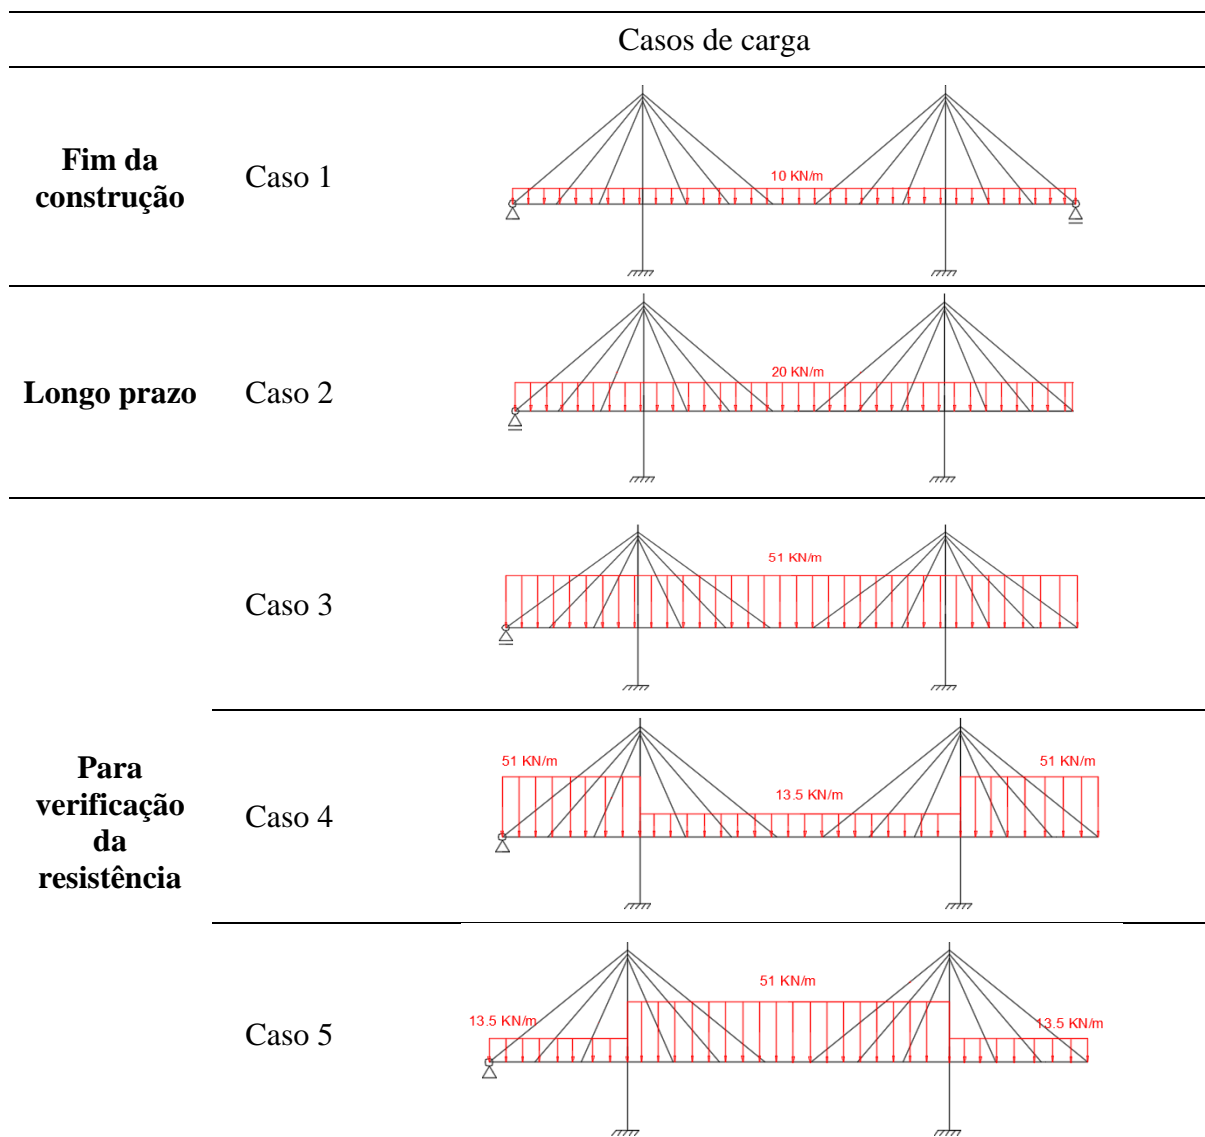 Casos de carga
Fim da
construção
Caso 1
10 KN/m
Longo prazo
Caso 2
20 KN/m
Caso 3
51 KN/m
Para
verificação
da
resistência
Caso 4
51 KN/m
13.5 KN/m
51 KN/m
Caso 5
13.5 KN/m
51 KN/m
13.5 KN/m